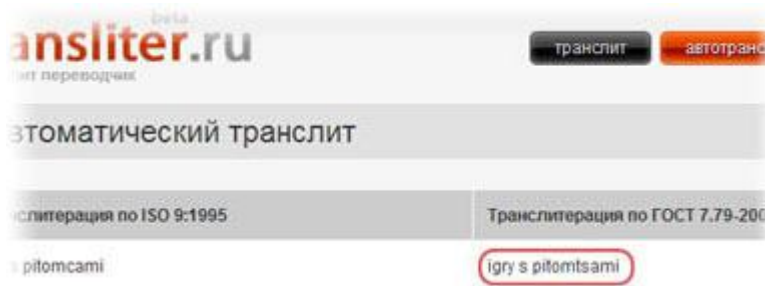 beta
ansliter.ru
транслит
автотранс
ит переводчик
втоматический транслит
нслитерация по ISO 9:1995
Транслитерация по ГОСТ 7.79-200
s pitomcami
igry s pitomtsami